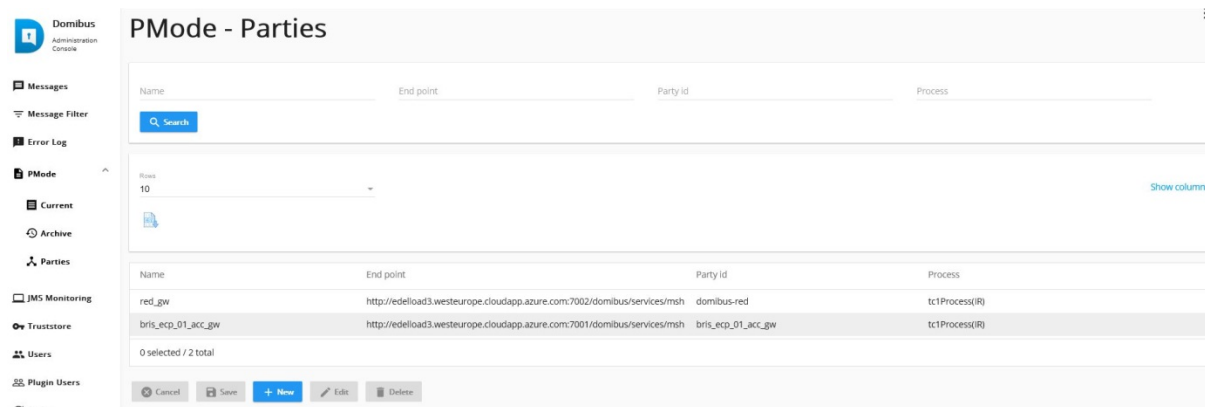 Domibus
Administration
Console
PMode - Parties
Messages
Message Filter
Error Log
PMode
Current
Archive
Parties
JMS Monitoring
Truststore
Users
Plugin Users
Name End point Party id Process
Search
Rows
10
Show column
Name End point Party id Process
red_gw http://edelload3.westeurope.cloudapp.azure.com:7002/domibus/services/msh domibus-red tc1Process(IR)
bris_ecp_01_acc_gw http://edelload3.westeurope.cloudapp.azure.com:7001/domibus/services/msh bris_ecp_01_acc_gw tc1Process(IR)
0 selected / 2 total
Cancel Save + New Edit Delete